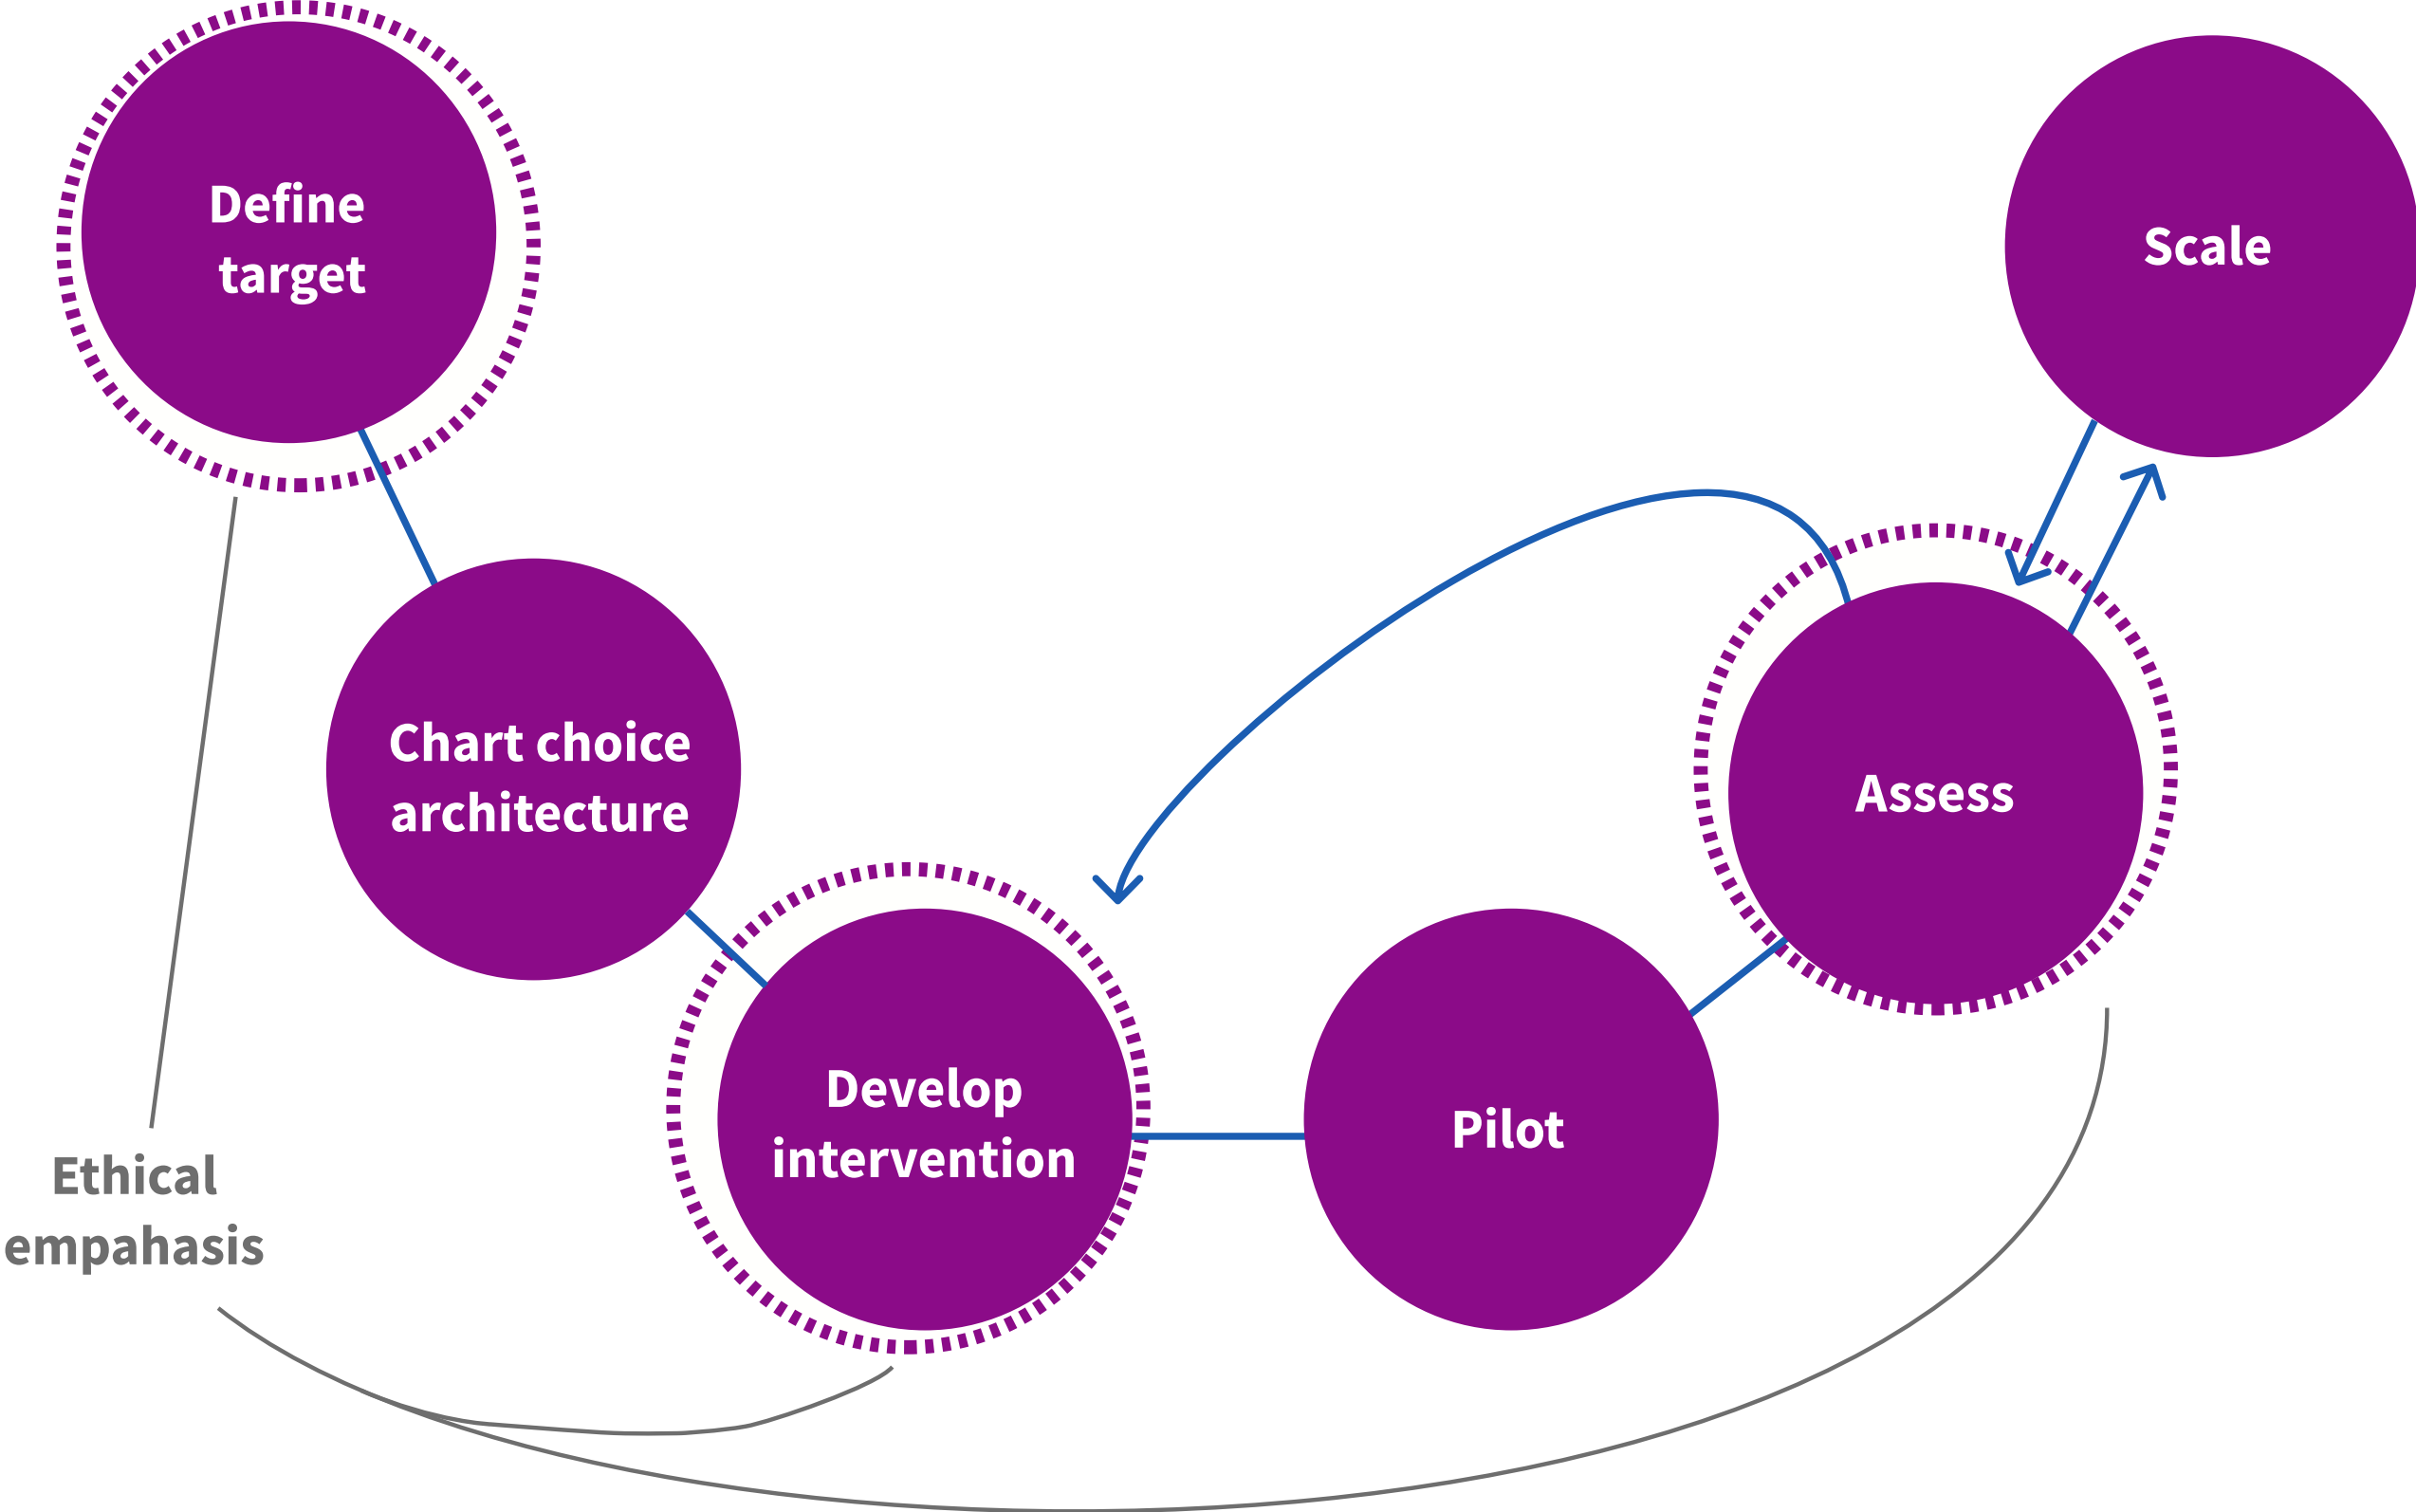 Define
target
Scale
Chart choice
architecture
Assess
Develop
intervention
Pilot
Ethical
empahasis